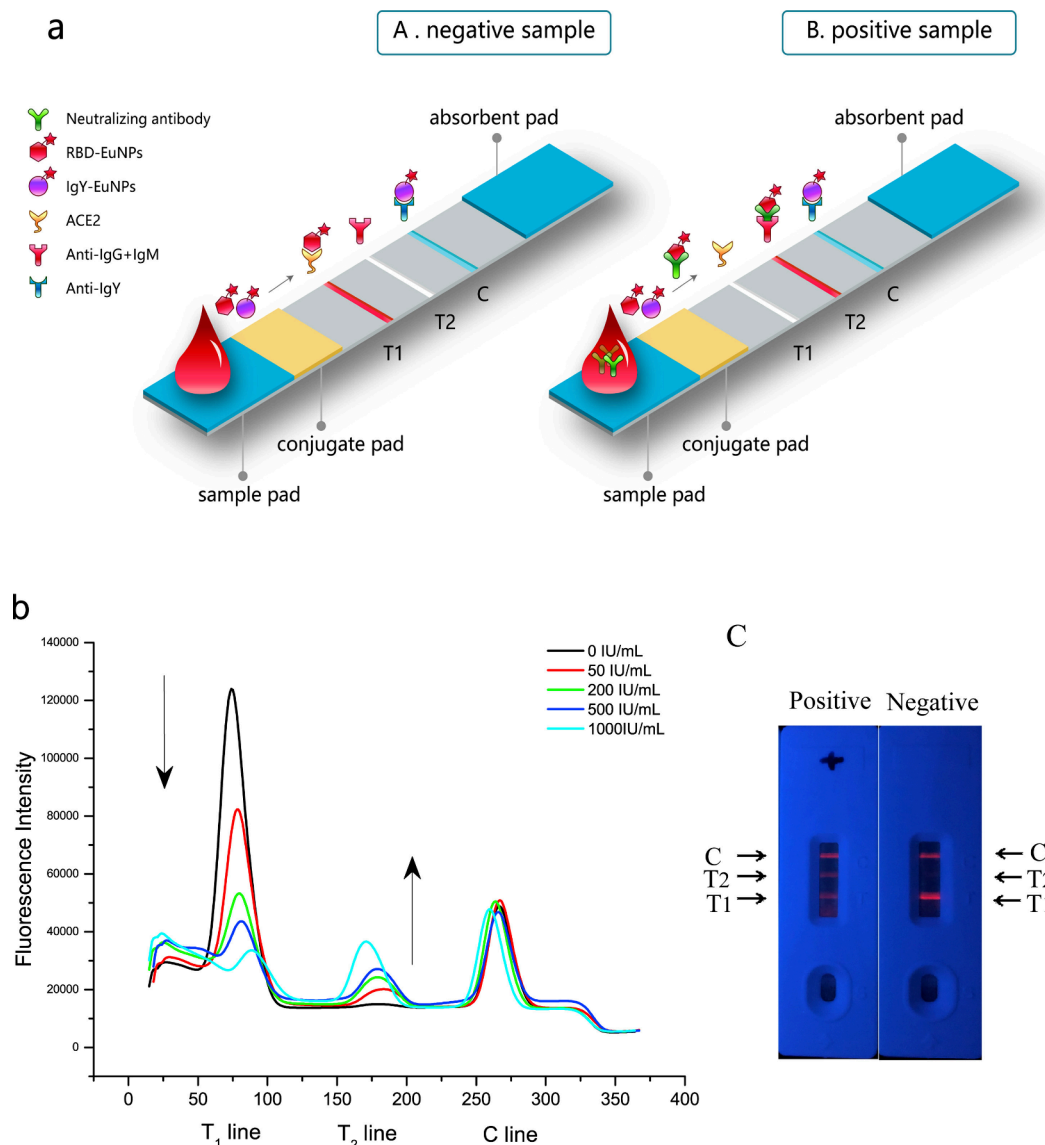 a
A . negative sample
B. positive sample
Neutralizing antibody
RBD-EuNPs
IgY-EuNPs
ACE2
Anti-IgG+IgM
Anti-IgY
absorbent pad
C
T2
T1
conjugate pad
sample pad
absorbent pad
C
T2
T1
conjugate pad
sample pad
b
140000
120000
100000
80000
60000
40000
20000
0
Fluorescence Intensity
0 IU/mL
50 IU/mL
200 IU/mL
500 IU/mL
1000IU/mL
0 50 100 150 200 250 300 350 400
T1 line T2 line C line
C
Positive Negative
C
T2
T1
C
T2
T1